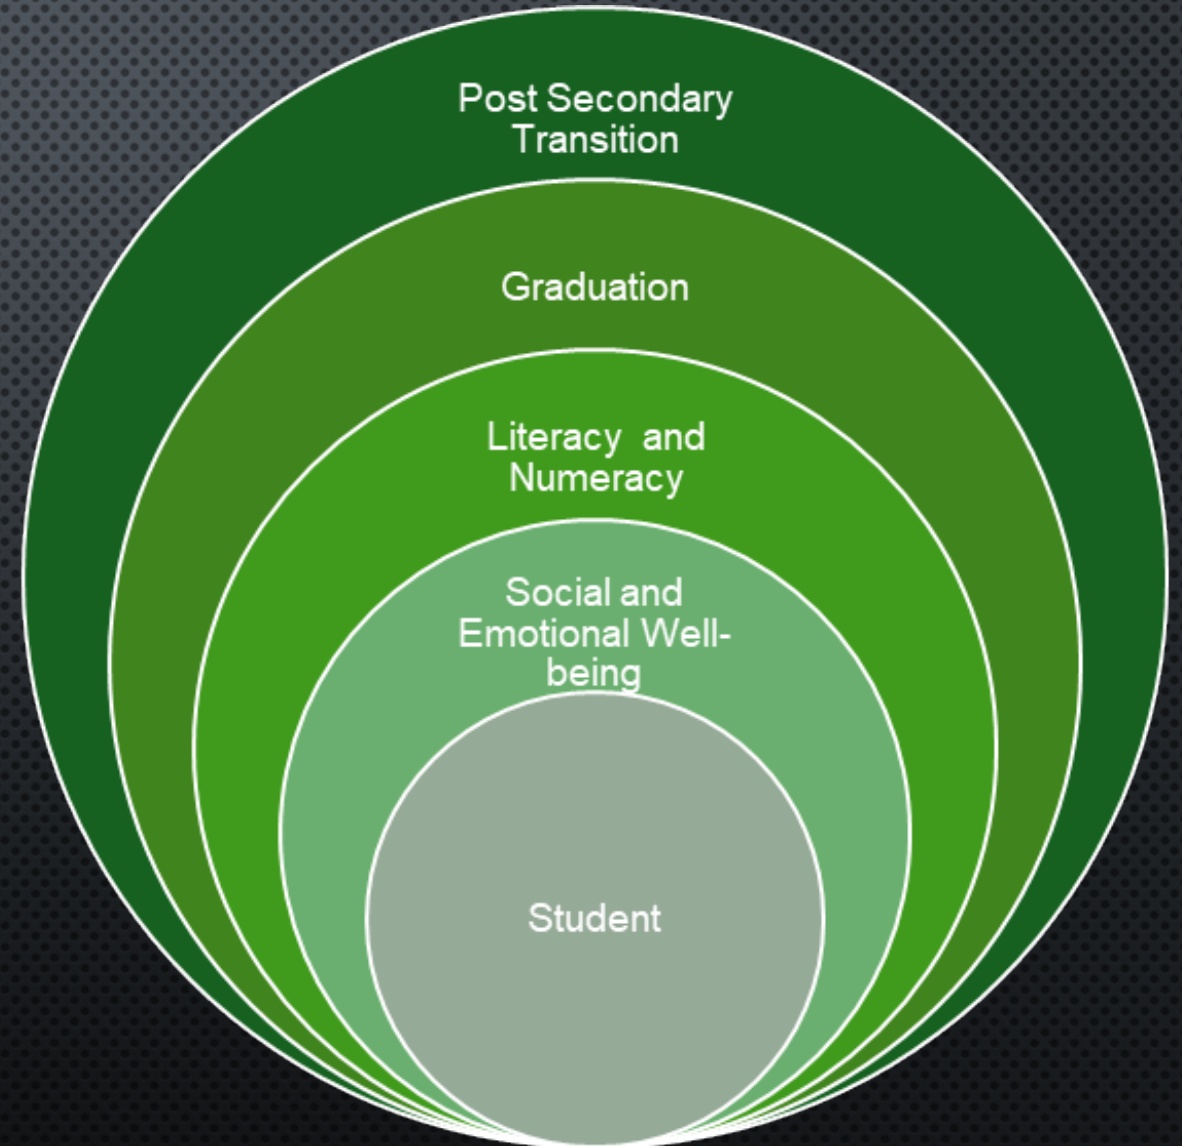 Post Secondary
Transition
Graduation
Literacy  and
Numeracy
Social and
Emotional Well-
being
Student